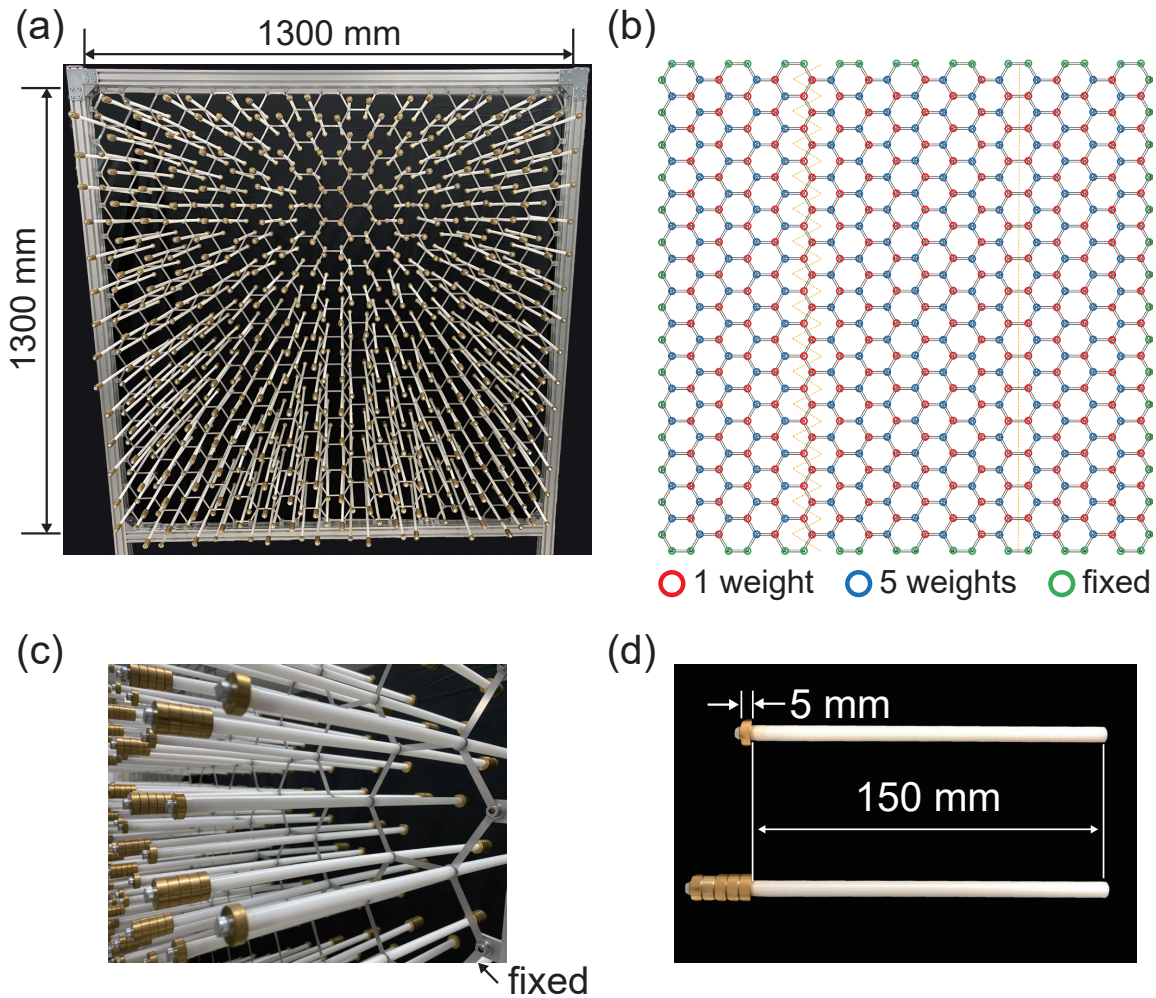 (a)
1300 mm
1300 mm
(b)
1 weight
5 weights
fixed
(c)
fixed
(d)
5 mm
150 mm